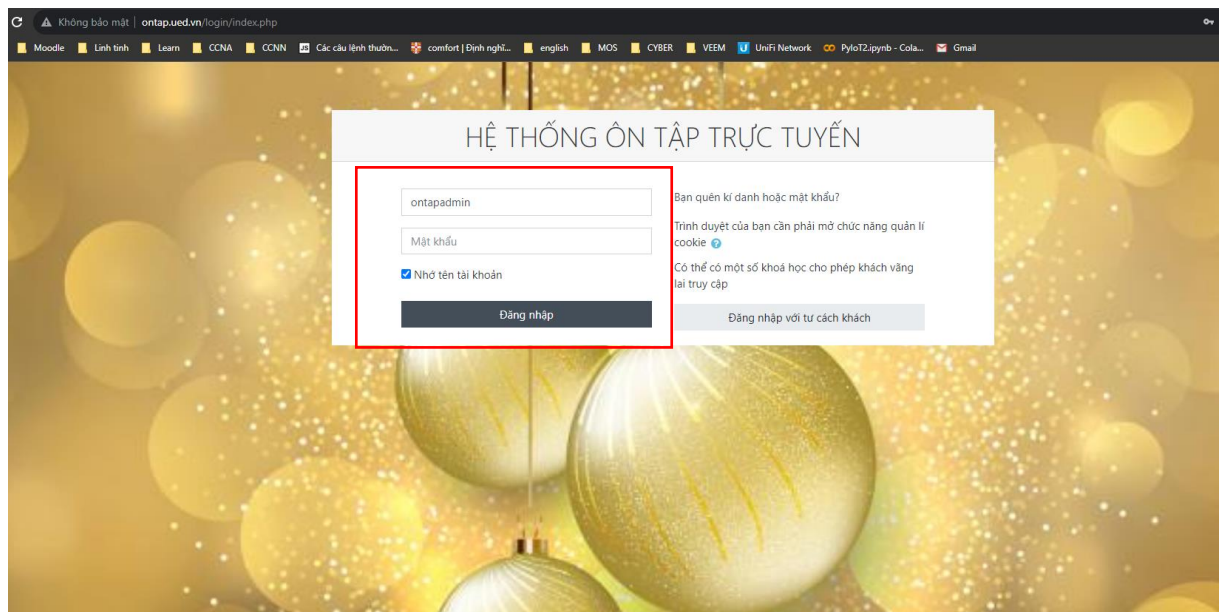 Không bảo mật | ontap.ued.vn/login/index.php
Moodle Linh tinh Learn CCNA CCNN JS Các câu lệnh thườn... comfort | Định nghĩ... english MOS CYBER VEEM U UniFi Network PyIoT2.ipynb - Cola... Gmail
HỆ THỐNG ÔN TẬP TRỰC TUYẾN
ontapadmin
Mật khẩu
Nhớ tên tài khoản
Đăng nhập
Bạn quên kí danh hoặc mật khẩu?
Trình duyệt của bạn cần phải mở chức năng quản lí
cookie ?
Có thể có một số khoá học cho phép khách vãng
lai truy cập
Đăng nhập với tư cách khách